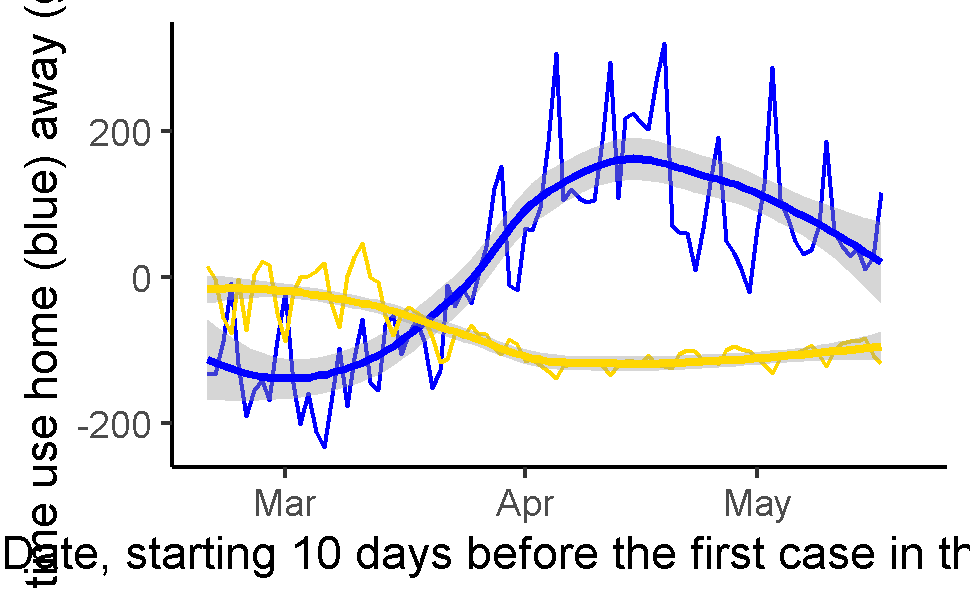 time use home (blue) away (
200
0
-200
Mar Apr May
Date, starting 10 days before the first case in th